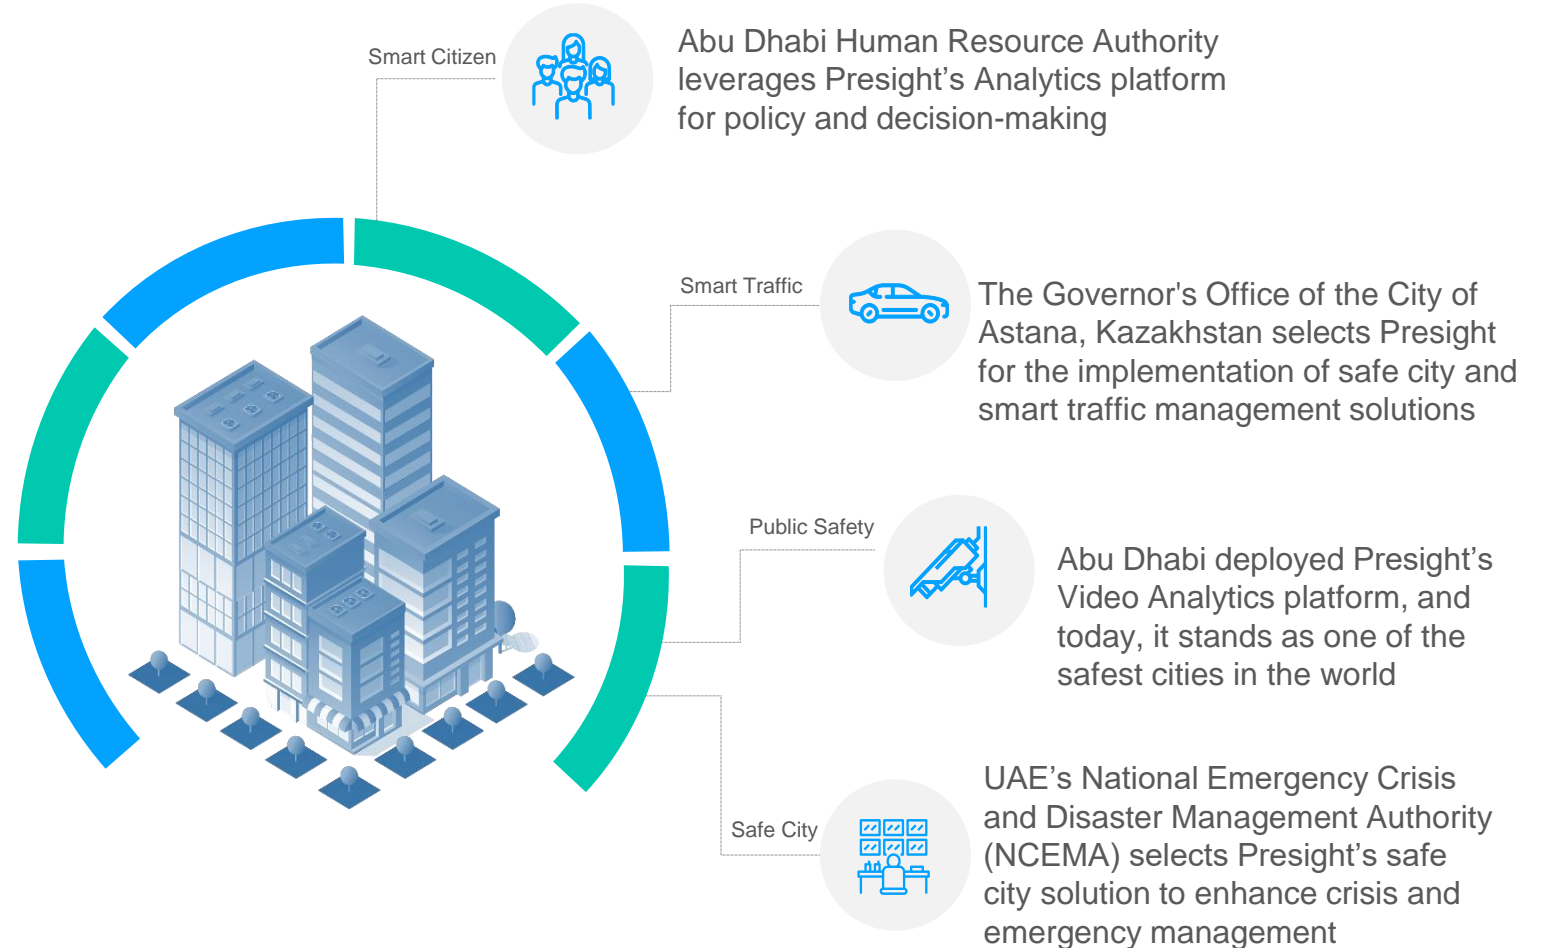 Smart Citizen
Abu Dhabi Human Resource Authority
leverages Presight’s Analytics platform
for policy and decision-making
Smart Traffic
The Governor's Office of the City of
Astana, Kazakhstan selects Presight
for the implementation of safe city and
smart traffic management solutions
Public Safety
Abu Dhabi deployed Presight’s
Video Analytics platform, and
today, it stands as one of the
safest cities in the world
Safe City
UAE’s National Emergency Crisis
and Disaster Management Authority
(NCEMA) selects Presight’s safe
city solution to enhance crisis and
emergency management